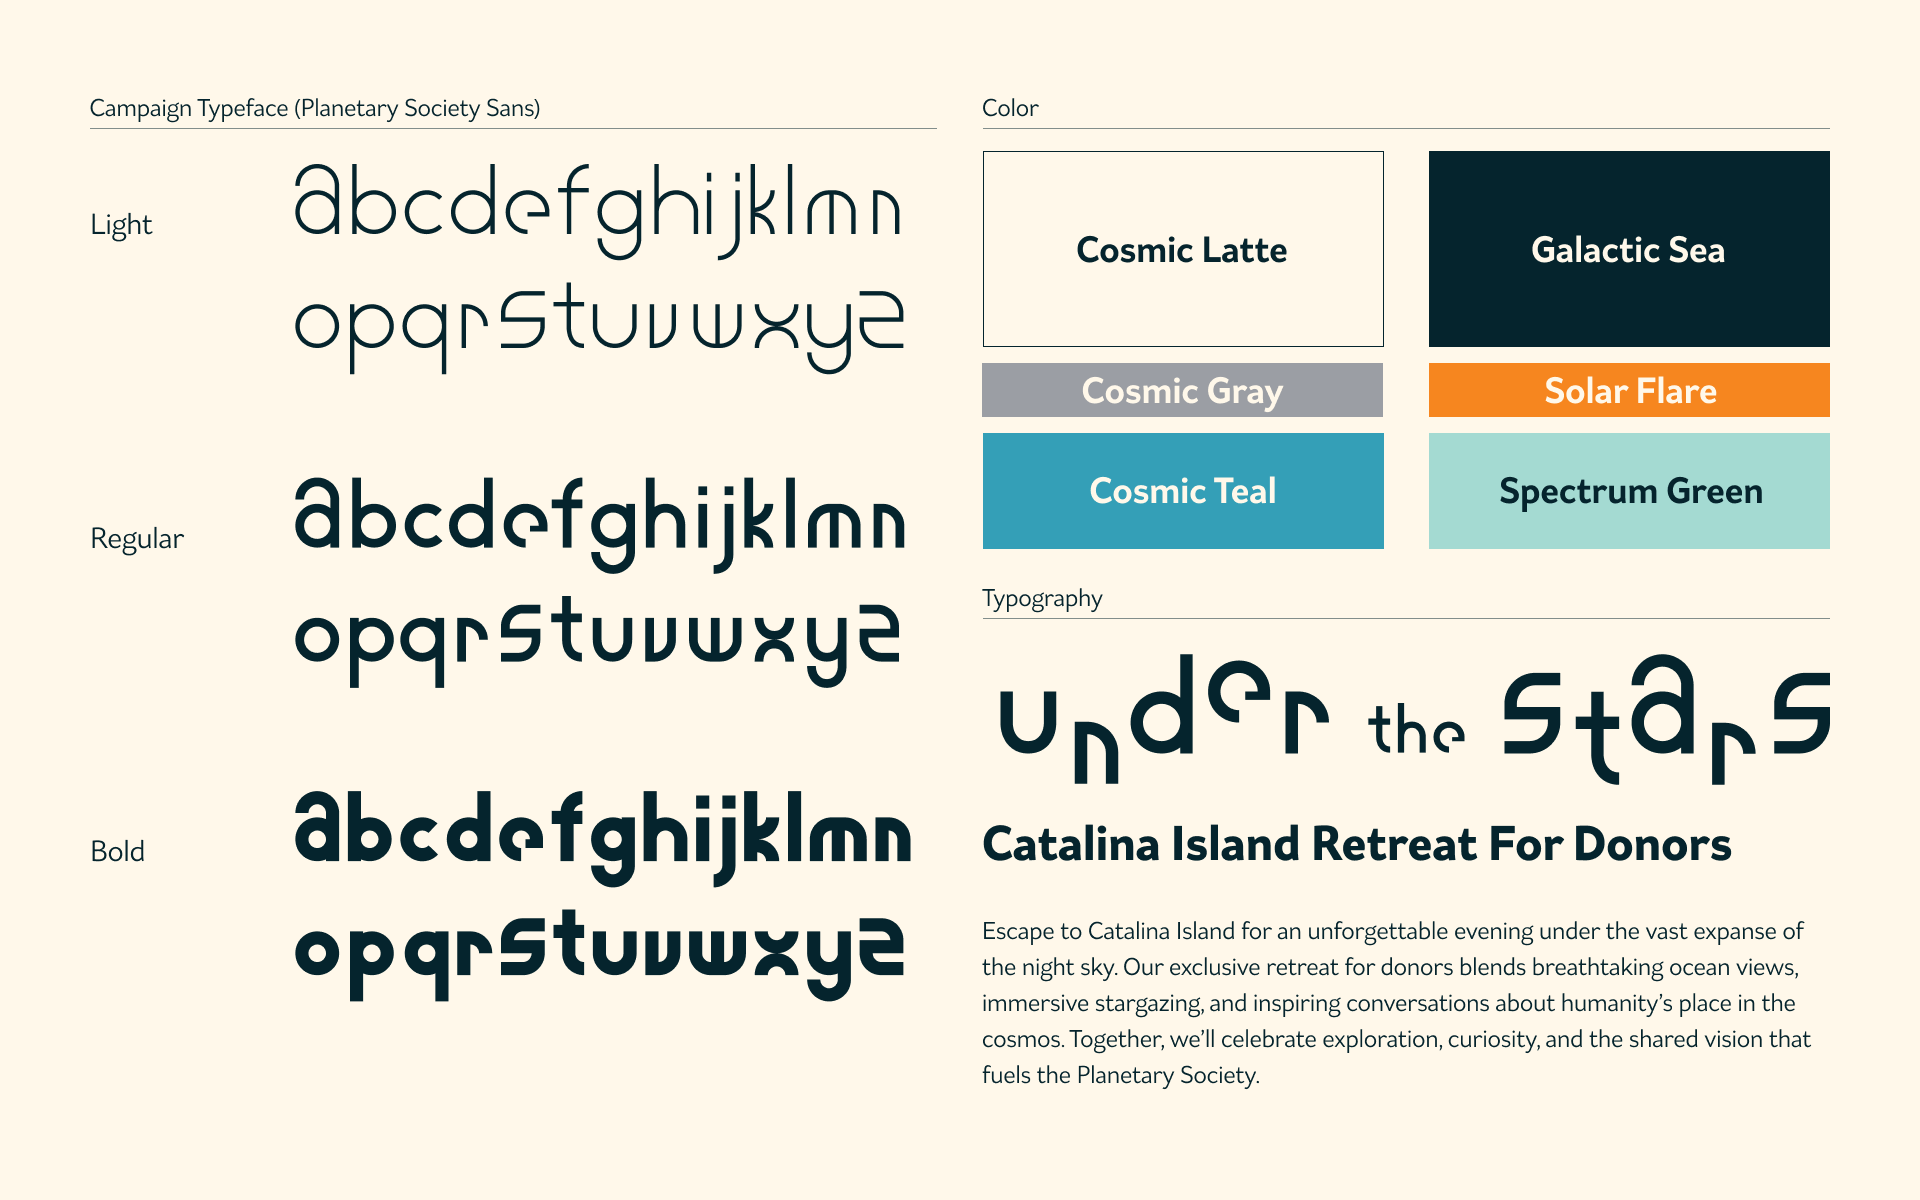 Campaign Typeface (Planetary Society Sans)
Light
abcdefghijklmn
opqrstuvwxyz
Regular
abcdefghijklmn
opqrstuvwxyz
Bold
abcdefghijklmn
opqrstuvwxyz
Color
Cosmic Latte
Galactic Sea
Cosmic Gray
Solar Flare
Cosmic Teal
Spectrum Green
Typography
under the stars
Catalina Island Retreat For Donors
Escape to Catalina Island for an unforgettable evening under the vast expanse of
the night sky. Our exclusive retreat for donors blends breathtaking ocean views,
immersive stargazing, and inspiring conversations about humanity’s place in the
cosmos. Together, we’ll celebrate exploration, curiosity, and the shared vision that
fuels the Planetary Society.